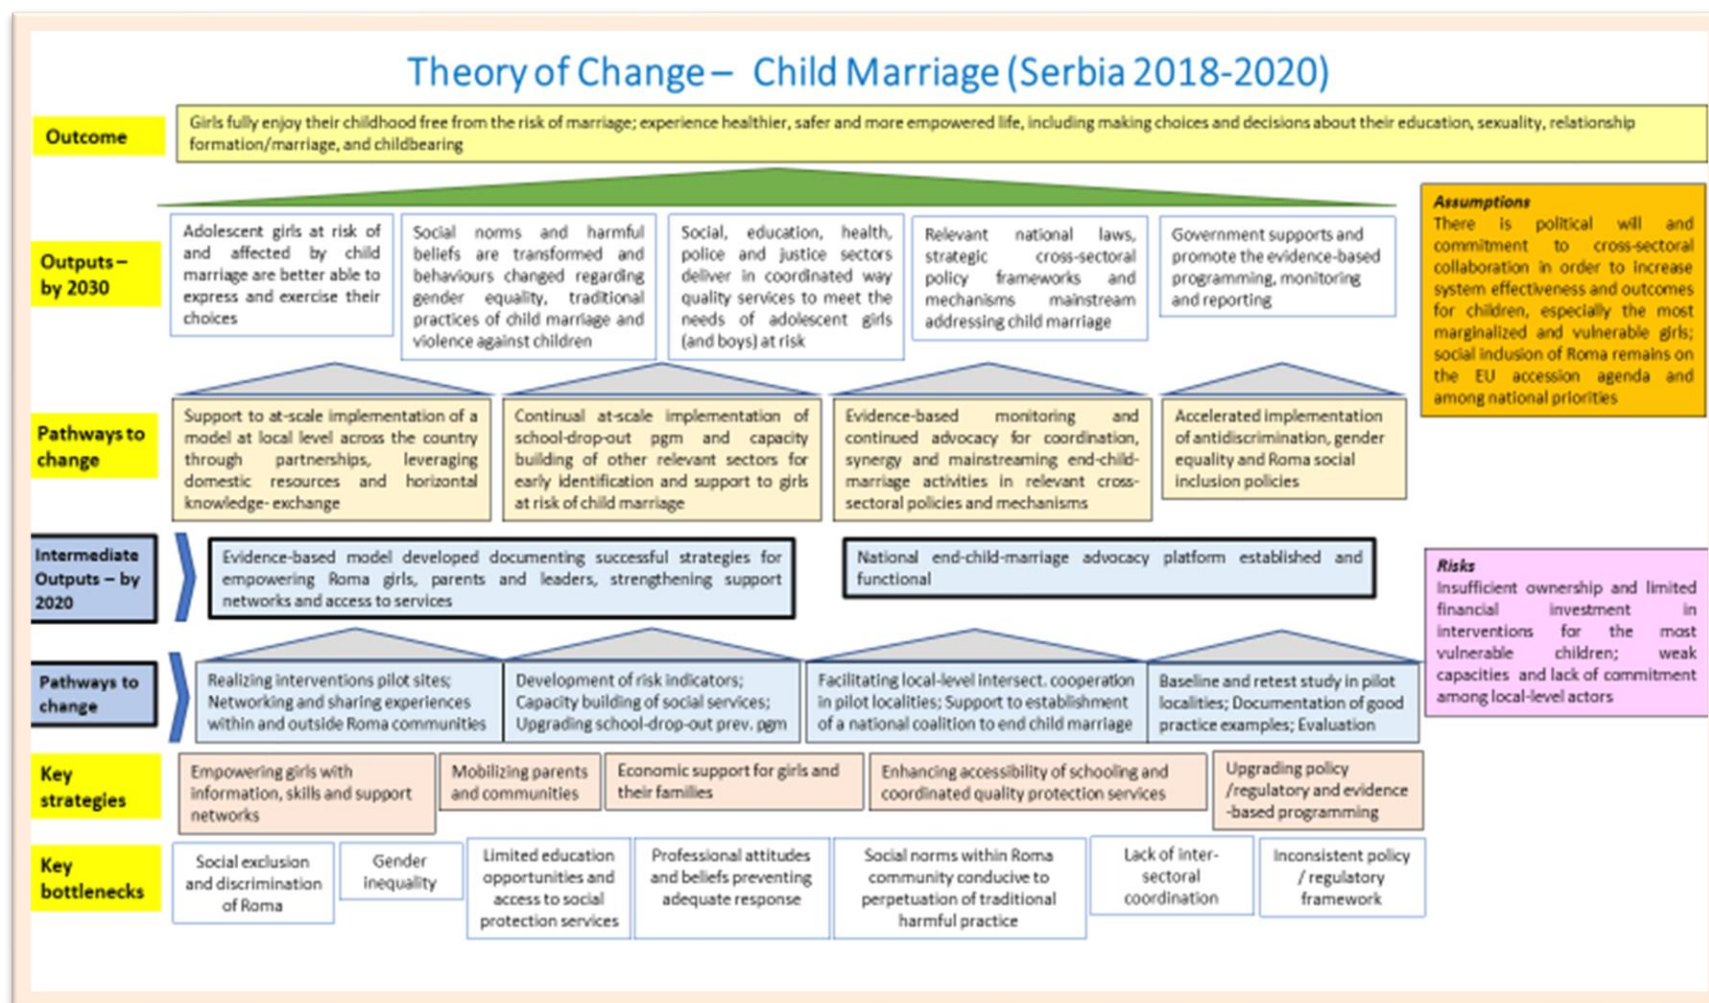 Theory of Change – Child Marriage (Serbia 2018-2020)
Outcome
Girls fully enjoy their childhood free from the risk of marriage; experience healthier, safer and more empowered life, including making choices and decisions about their education, sexuality, relationship
formation/marriage, and childbearing
Outputs –
by 2030
Adolescent girls at risk of
and affected by child
marriage are better able to
express and exercise their
choices
Social norms and harmful
beliefs are transformed and
behaviours changed regarding
gender equality, traditional
practices of child marriage and
violence against children
Social, education, health,
police and justice sectors
deliver in coordinated way
quality services to meet the
needs of adolescent girls
(and boys) at risk
Relevant national laws,
strategic cross-sectoral
policy frameworks and
mechanisms mainstream
addressing child marriage
Government supports and
promote the evidence-based
programming, monitoring
and reporting
Assumptions
There is political will and
commitment to cross-sectoral
collaboration in order to increase
system effectiveness and outcomes
for children, especially the most
marginalized and vulnerable girls;
social inclusion of Roma remains on
the EU accession agenda and
among national priorities
Pathways to
change
Support to at-scale implementation of a
model at local level across the country
through partnerships, leveraging
domestic resources and horizontal
knowledge- exchange
Continual at-scale implementation of
school-drop-out pgm and capacity
building of other relevant sectors for
early identification and support to girls
at risk of child marriage
Evidence-based monitoring and
continued advocacy for coordination,
synergy and mainstreaming end-child-
marriage activities in relevant cross-
sectoral policies and mechanisms
Accelerated implementation
of antidiscrimination, gender
equality and Roma social
inclusion policies
Intermediate
Outputs – by
2020
Evidence-based model developed documenting successful strategies for
empowering Roma girls, parents and leaders, strengthening support
networks and access to services
National end-child-marriage advocacy platform established and
functional
Risks
Insufficient ownership and limited
financial investment in
interventions for the most
vulnerable children; weak
capacities and lack of commitment
among local-level actors
Pathways to
change
Realizing interventions pilot sites;
Networking and sharing experiences
within and outside Roma communities
Development of risk indicators;
Capacity building of social services;
Upgrading school-drop-out prev. pgm
Facilitating local-level intersect. cooperation
in pilot localities; Support to establishment
of a national coalition to end child marriage
Baseline and retest study in pilot
localities; Documentation of good
practice examples; Evaluation
Key
strategies
Empowering girls with
information, skills and support
networks
Mobilizing parents
and communities
Economic support for girls and
their families
Enhancing accessibility of schooling and
coordinated quality protection services
Upgrading policy
/regulatory and evidence
-based programming
Key
bottlenecks
Social exclusion
and discrimination
of Roma
Gender
inequality
Limited education
opportunities and
access to social
protection services
Professional attitudes
and beliefs preventing
adequate response
Social norms within Roma
community conducive to
perpetuation of traditional
harmful practice
Lack of inter-
sectoral
coordination
Inconsistent policy
/ regulatory
framework